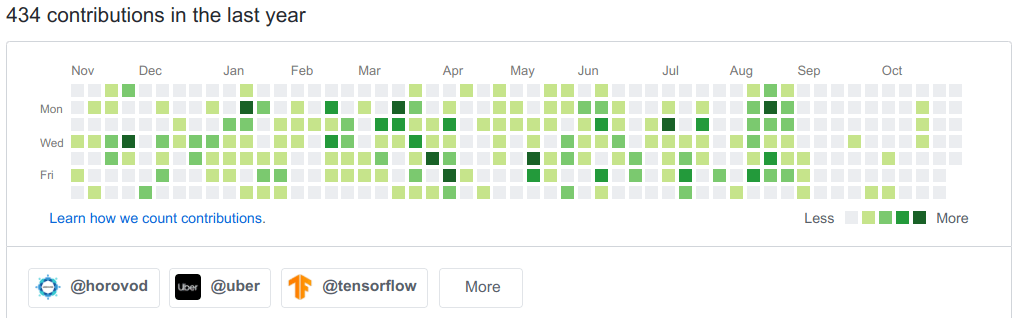 434 contributions in the last year
Nov Dec Jan Feb Mar Apr May Jun Jul Aug Sep Oct
Mon
Wed
Fri
Learn how we count contributions. Less More
@horovod Uber @uber @tensorflow More